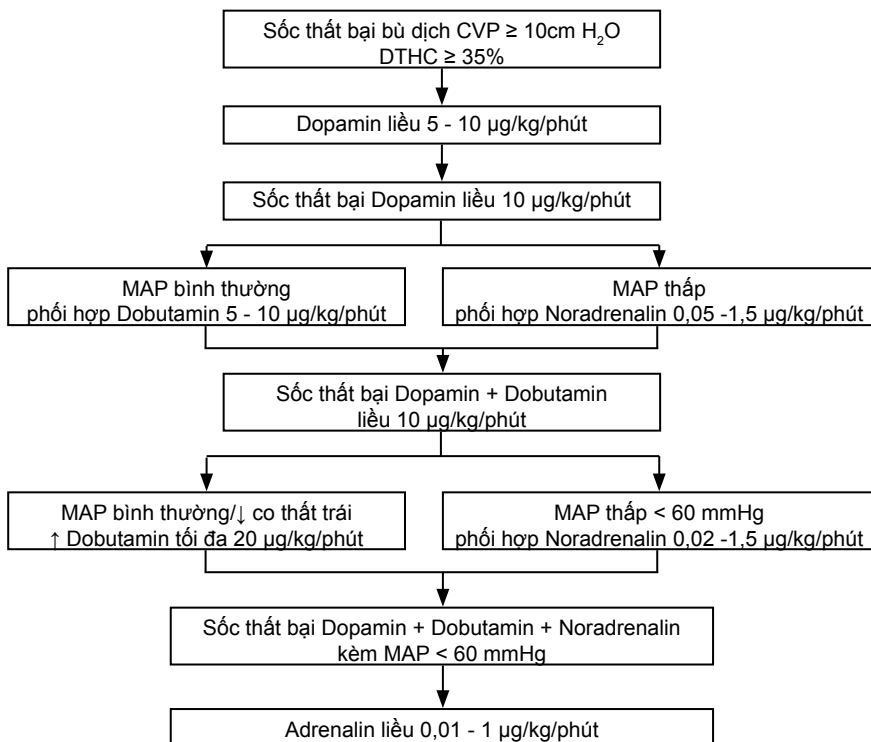 Sốc thất bại bù dịch CVP ≥ 10cm H₂O
DTHC ≥ 35%
Dopamin liều 5 - 10 µg/kg/phút
Sốc thất bại Dopamin liều 10 µg/kg/phút
MAP bình thường
phối hợp Dobutamin 5 - 10 µg/kg/phút
MAP thấp
phối hợp Noradrenalin 0,05 -1,5 µg/kg/phút
Sốc thất bại Dopamin + Dobutamin
liều 10 µg/kg/phút
MAP bình thường/↓ co thất trái
↑ Dobutamin tối đa 20 µg/kg/phút
MAP thấp < 60 mmHg
phối hợp Noradrenalin 0,02 -1,5 µg/kg/phút
Sốc thất bại Dopamin + Dobutamin + Noradrenalin
kèm MAP < 60 mmHg
Adrenalin liều 0,01 - 1 µg/kg/phút